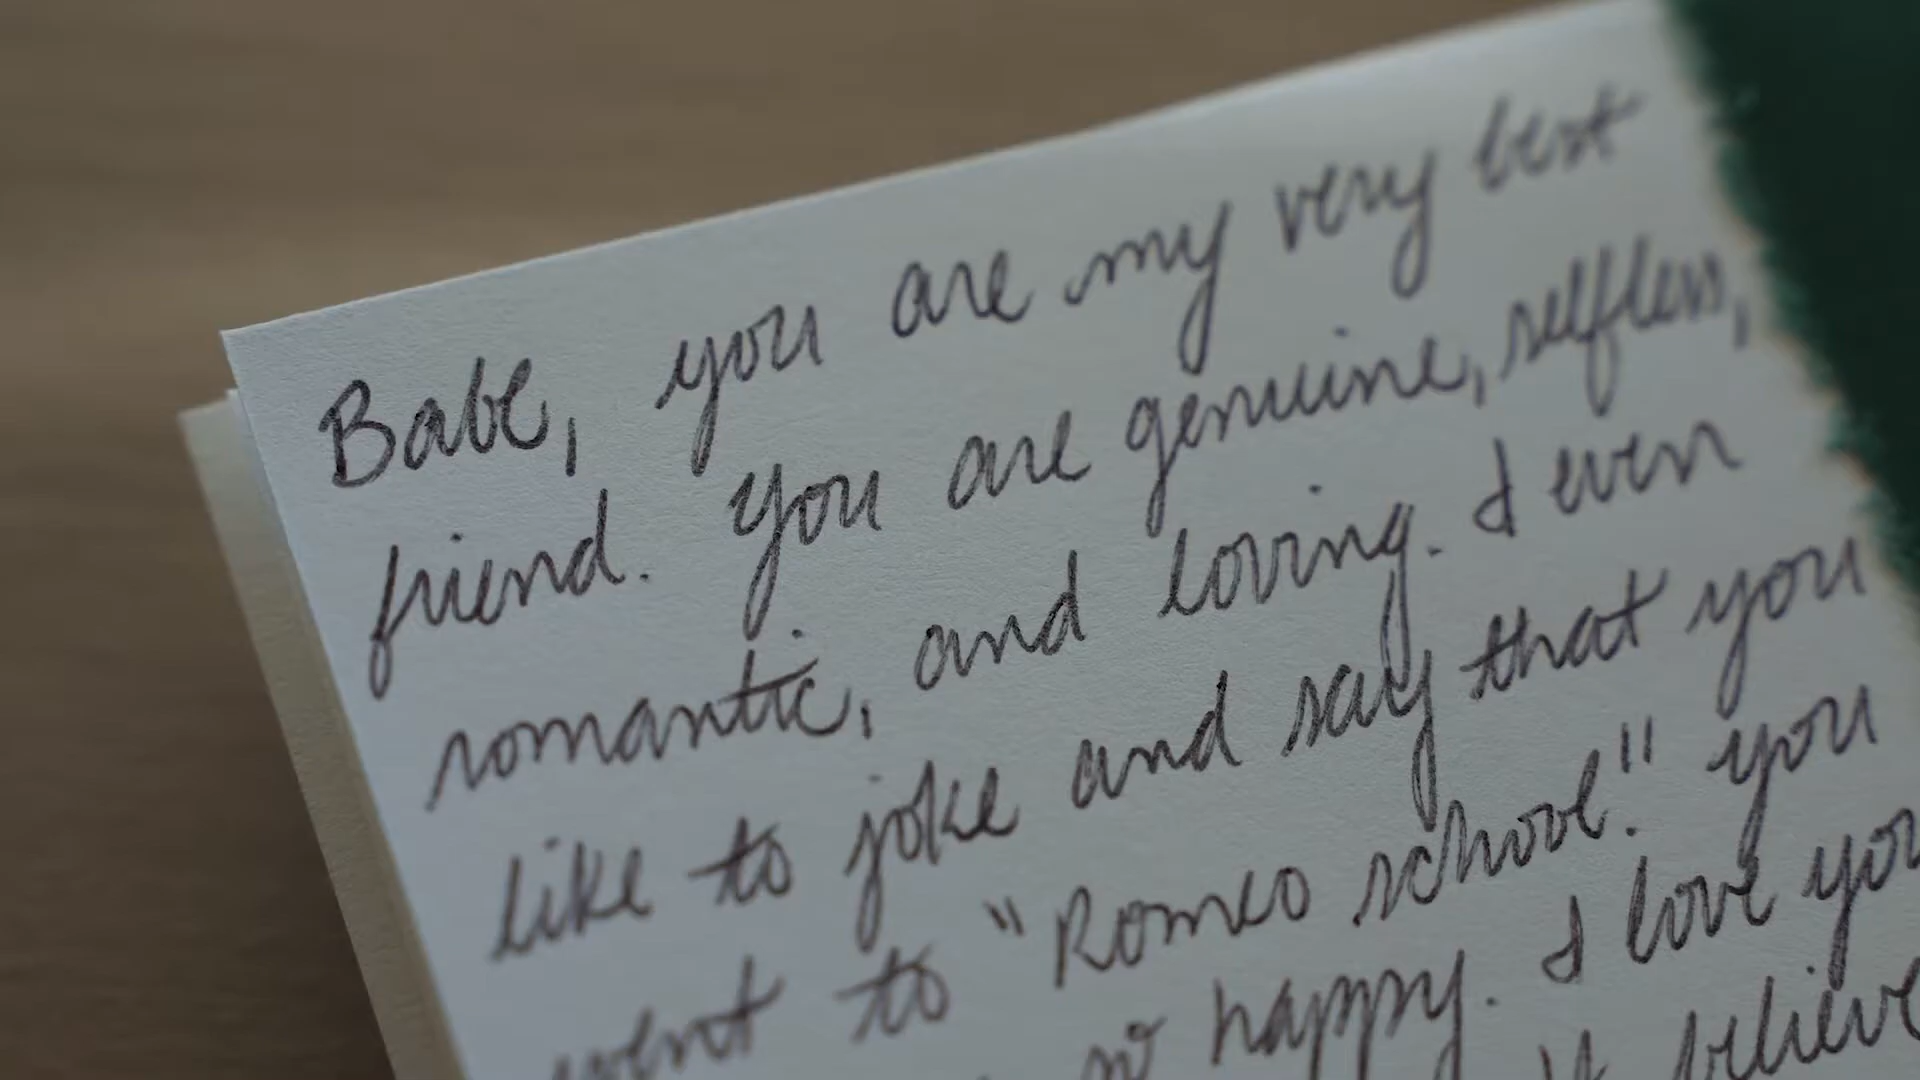 Babe, you are my very best
friend. You are genuine, selfless,
romantic, and loving. I even
like to joke and say that you
went to "Romeo school." You
so happy. I love you
believe